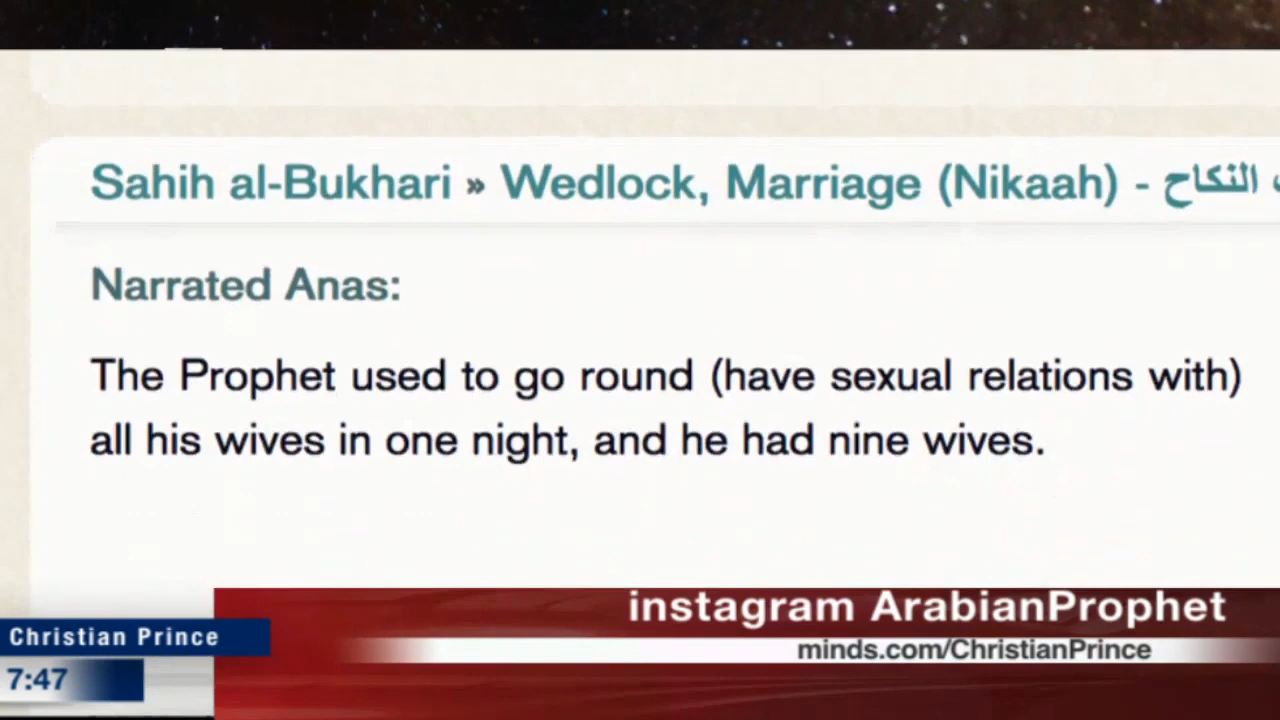 Sahih al-Bukhari » Wedlock, Marriage (Nikaah) - النكاح
Narrated Anas:
The Prophet used to go round (have sexual relations with)
all his wives in one night, and he had nine wives.
instagram ArabianProphet
Christian Prince
minds.com/ChristianPrince
7:47